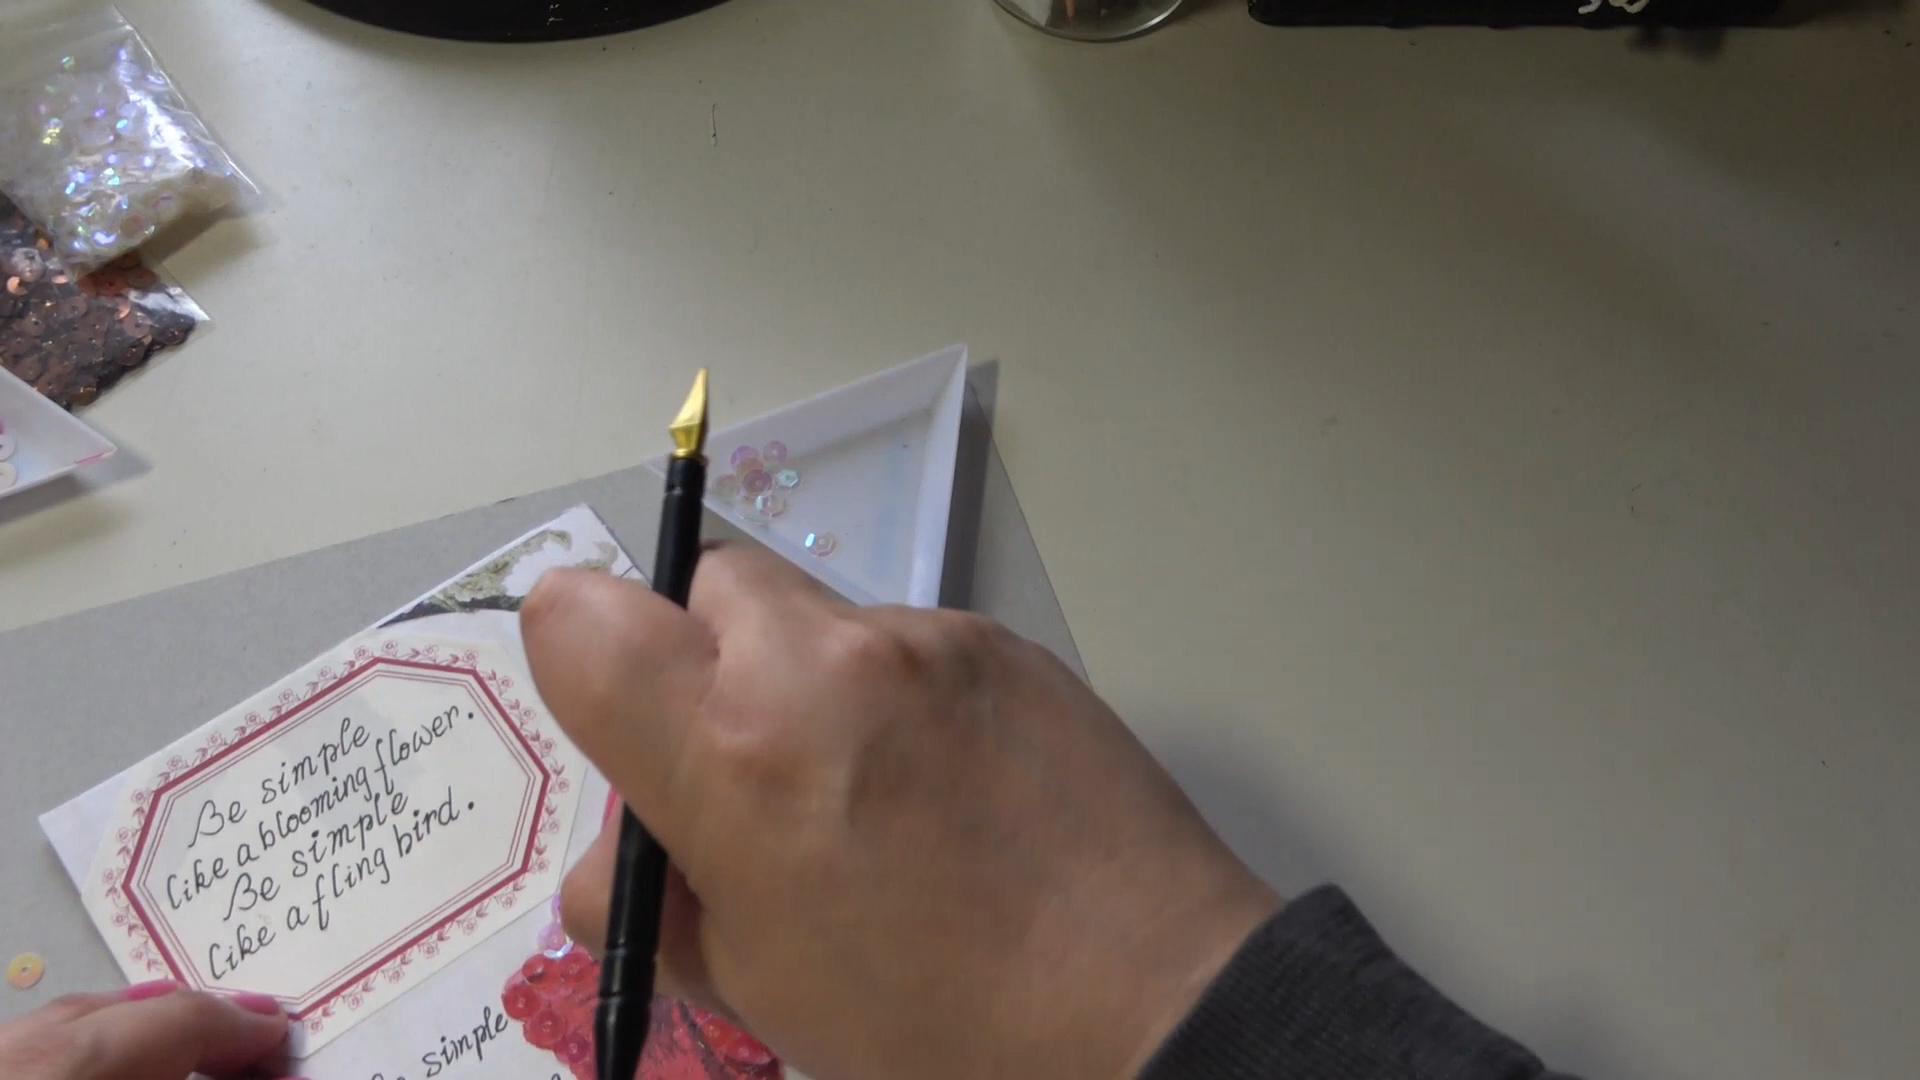 Be simple
like a blooming flower.
Be simple
like a fling bird.
simple